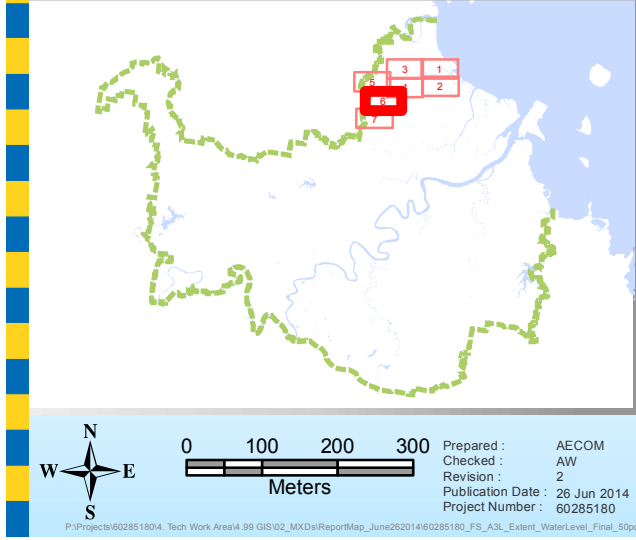 3 1
5 2
6
7
N
W E
S
0 100 200 300
Meters
Prepared : AECOM
Checked : AW
Revision : 2
Publication Date : 26 Jun 2014
Project Number : 60285180
P:\Projects\60285180\4. Tech Work Area\4.99 GIS\02_MXDs\ReportMap_June262014\60285180_FS_A3L_Extent_WaterLevel_Final_50p